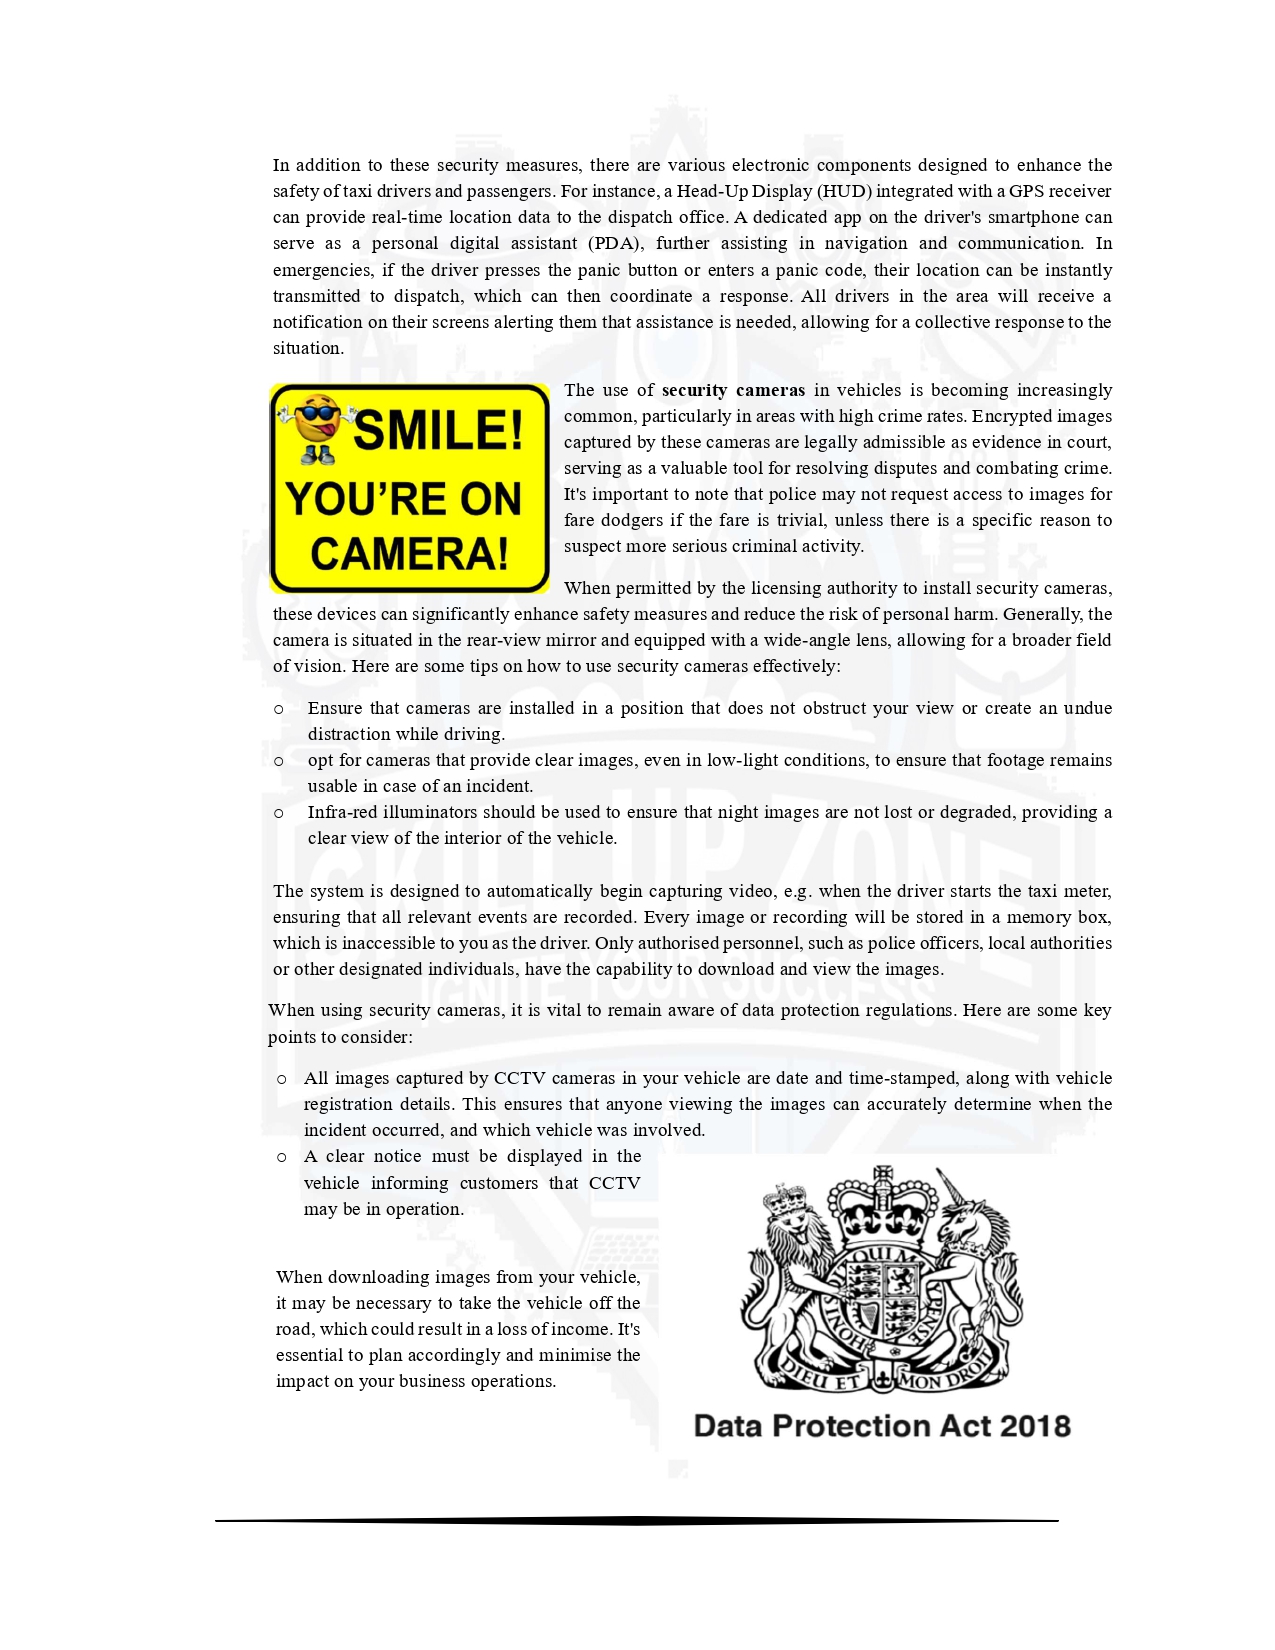 In addition to these security measures, there are various electronic components designed to enhance the
safety of taxi drivers and passengers. For instance, a Head-Up Display (HUD) integrated with a GPS receiver
can provide real-time location data to the dispatch office. A dedicated app on the driver's smartphone can
serve as a personal digital assistant (PDA), further assisting in navigation and communication. In
emergencies, if the driver presses the panic button or enters a panic code, their location can be instantly
transmitted to dispatch, which can then coordinate a response. All drivers in the area will receive a
notification on their screens alerting them that assistance is needed, allowing for a collective response to the
situation.
SMILE!
YOU'RE ON
CAMERA!
The use of security cameras in vehicles is becoming increasingly
common, particularly in areas with high crime rates. Encrypted images
captured by these cameras are legally admissible as evidence in court,
serving as a valuable tool for resolving disputes and combating crime.
It's important to note that police may not request access to images for
fare dodgers if the fare is trivial, unless there is a specific reason to
suspect more serious criminal activity.
When permitted by the licensing authority to install security cameras,
these devices can significantly enhance safety measures and reduce the risk of personal harm. Generally, the
camera is situated in the rear-view mirror and equipped with a wide-angle lens, allowing for a broader field
of vision. Here are some tips on how to use security cameras effectively:
o Ensure that cameras are installed in a position that does not obstruct your view or create an undue
distraction while driving.
o opt for cameras that provide clear images, even in low-light conditions, to ensure that footage remains
usable in case of an incident.
o Infra-red illuminators should be used to ensure that night images are not lost or degraded, providing a
clear view of the interior of the vehicle.
SKILL UP ZONE
IGNITE YOUR SUCCESS
The system is designed to automatically begin capturing video, e.g. when the driver starts the taxi meter,
ensuring that all relevant events are recorded. Every image or recording will be stored in a memory box,
which is inaccessible to you as the driver. Only authorised personnel, such as police officers, local authorities
or other designated individuals, have the capability to download and view the images.
When using security cameras, it is vital to remain aware of data protection regulations. Here are some key
points to consider:
o All images captured by CCTV cameras in your vehicle are date and time-stamped, along with vehicle
registration details. This ensures that anyone viewing the images can accurately determine when the
incident occurred, and which vehicle was involved.
o A clear notice must be displayed in the
vehicle informing customers that CCTV
may be in operation.
When downloading images from your vehicle,
it may be necessary to take the vehicle off the
road, which could result in a loss of income. It's
essential to plan accordingly and minimise the
impact on your business operations.
DIEU ET MON DROIT
Data Protection Act 2018